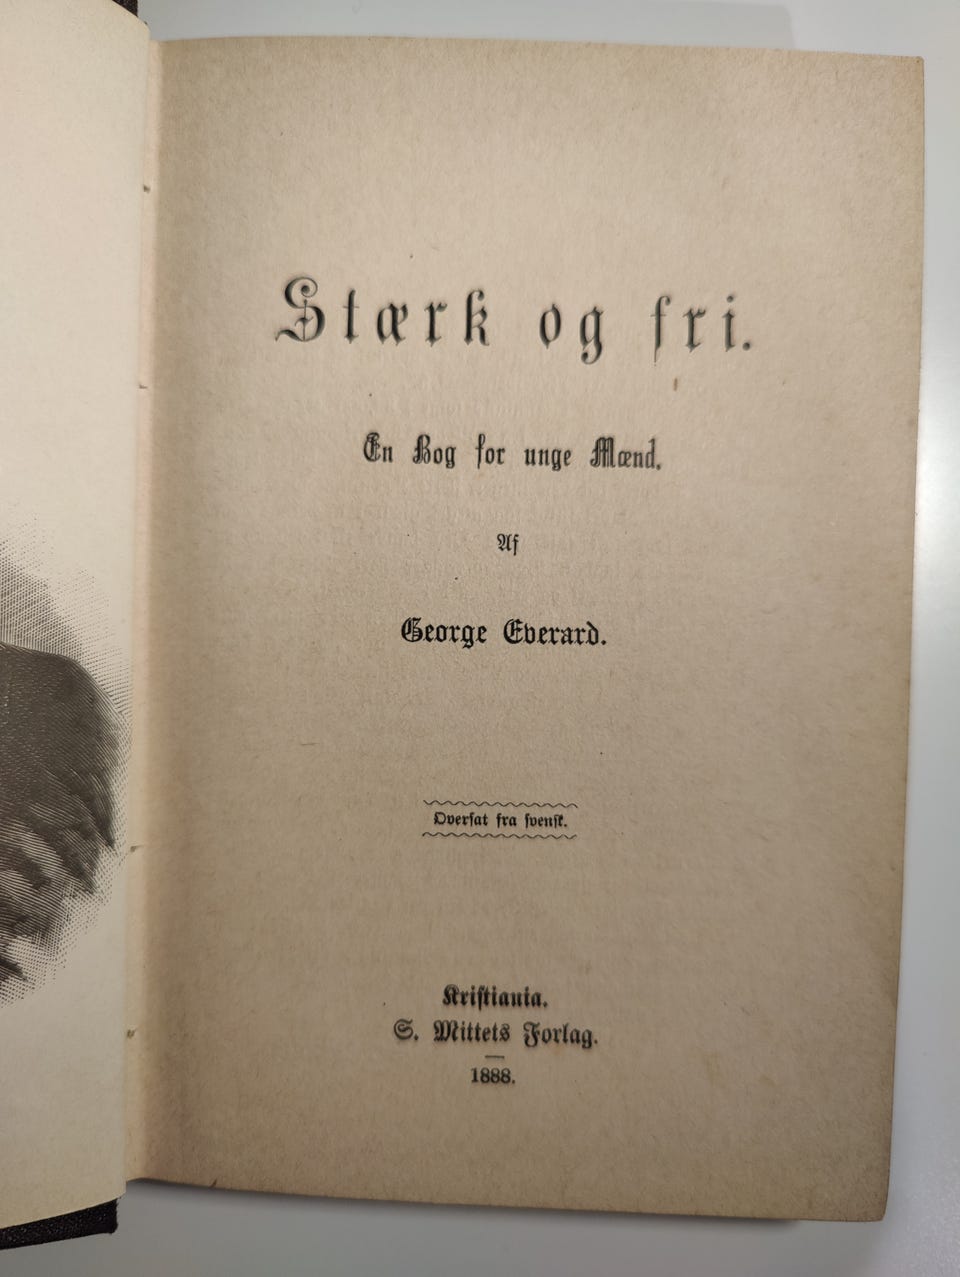 Stærk og fri.
En Bog for unge Mænd.
Af
George Everard.
Oversat fra svensk.
Kristiania.
S. Mittets Forlag.
1888.